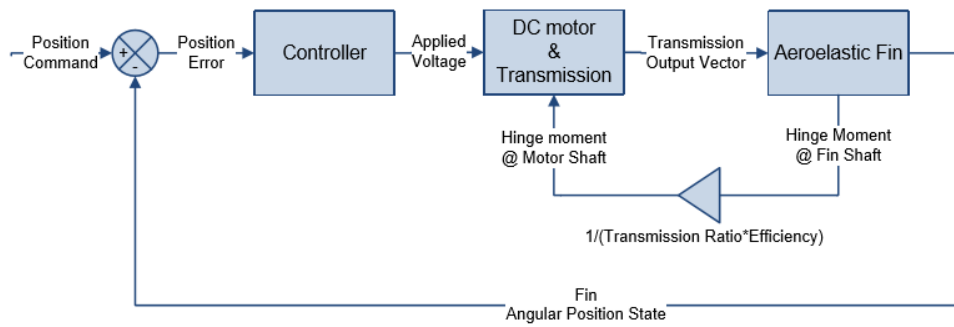 Position
Command
+
-
Position
Error
Controller
Applied
Voltage
DC motor
&
Transmission
Transmission
Output Vector
Aeroelastic Fin
Hinge moment
@ Motor Shaft
Hinge Moment
@ Fin Shaft
1/(Transmission Ratio*Efficiency)
Fin
Angular Position State